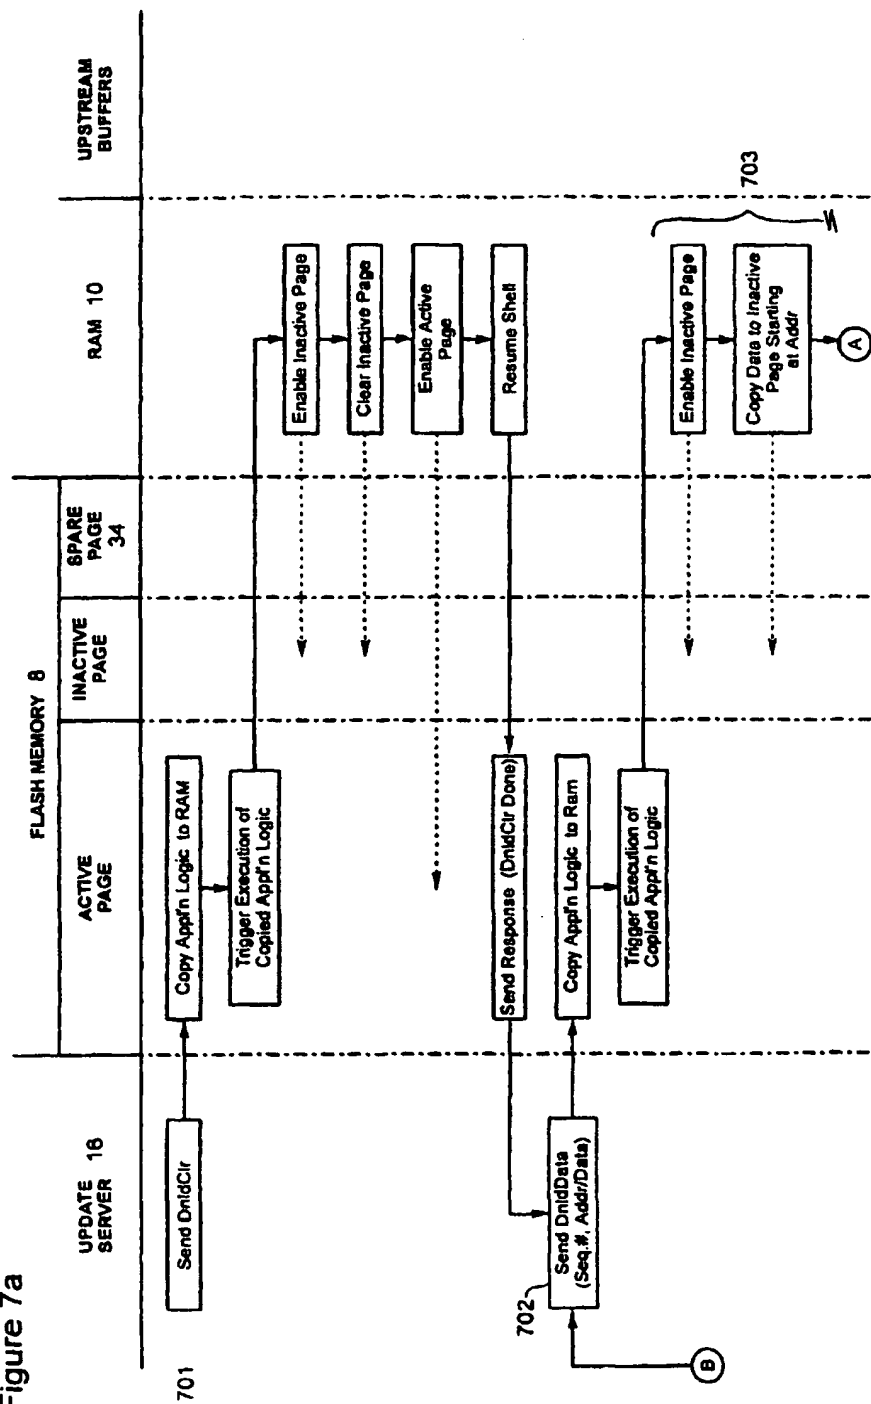 Figure 7a
UPDATE
SERVER 16
FLASH MEMORY 8
ACTIVE
PAGE
INACTIVE
PAGE
SPARE
PAGE
34
RAM 10
UPSTREAM
BUFFERS
701
Send DnldClr
Copy Appl'n Logic to RAM
Trigger Execution of
Copied Appl'n Logic
Enable Inactive Page
Clear Inactive Page
Enable Active
Page
Resume Shell
Send Response (DnldClr Done)
702
Send DnldData
(Seq.#, Addr/Data)
Copy Appl'n Logic to Ram
Trigger Execution of
Copied Appl'n Logic
Enable Inactive Page
Copy Data to Inactive
Page Starting
at Addr
703
A
B